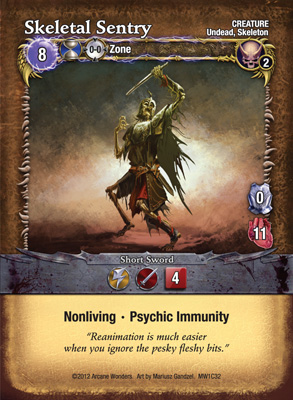 Skeletal Sentry
CREATURE
Undead, Skeleton
8
0-0 Zone
2
0
11
Short Sword
4
Nonliving • Psychic Immunity
"Reanimation is much easier
when you ignore the pesky fleshy bits."
©2012 Arcane Wonders. Art by Mariusz Gandzel. MW1C32